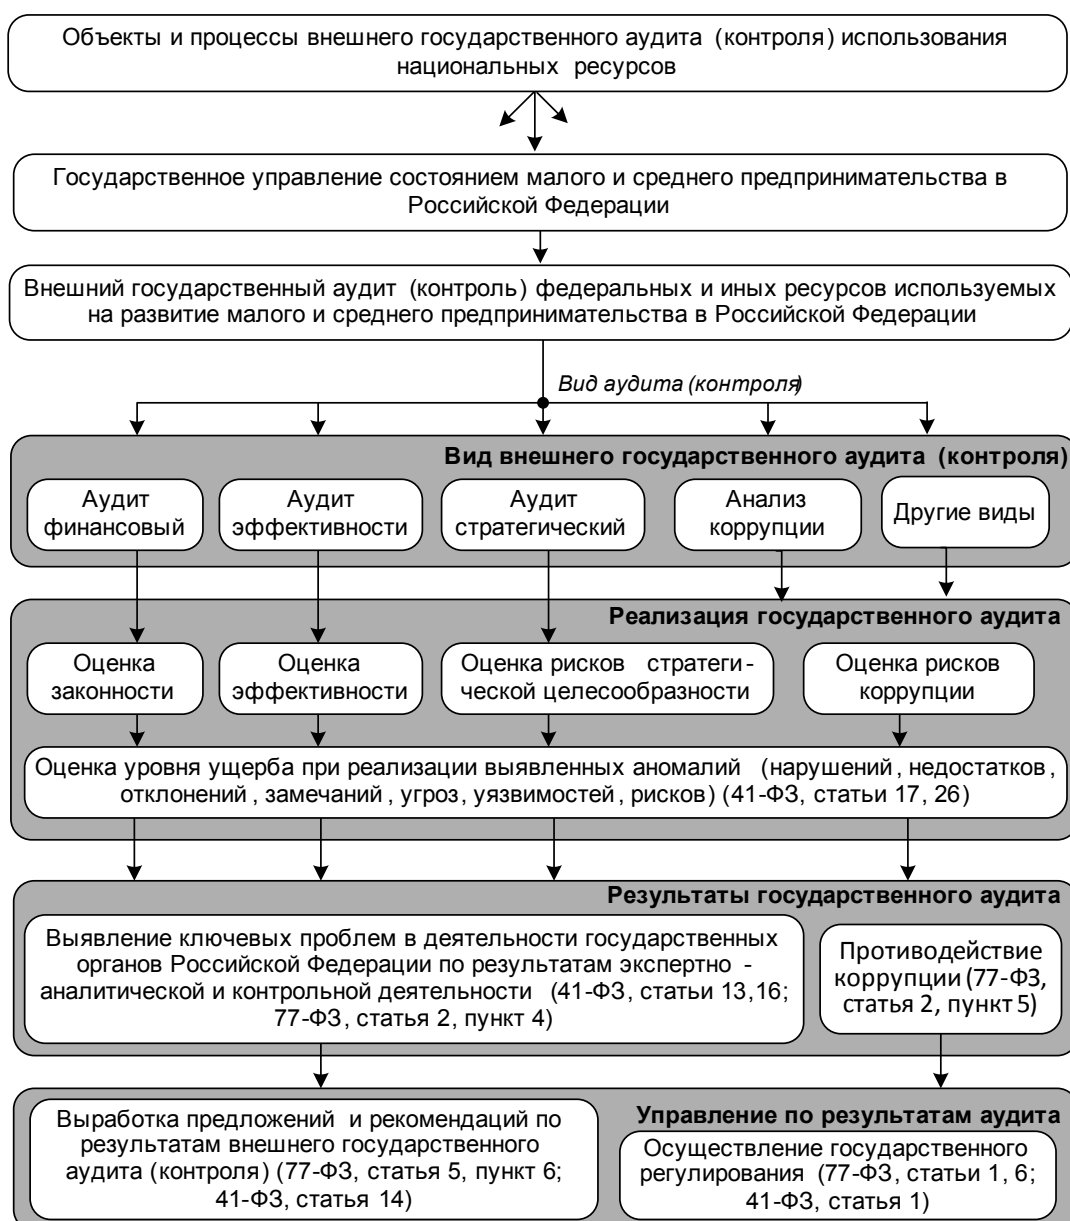 Объекты и процессы внешнего государственного аудита (контроля) использования
национальных ресурсов
Государственное управление состоянием малого и среднего предпринимательства в
Российской Федерации
Внешний государственный аудит (контроль) федеральных и иных ресурсов используемых
на развитие малого и среднего предпринимательства в Российской Федерации
Вид аудита (контроля)
Вид внешнего государственного аудита (контроля)
Аудит
финансовый
Аудит
эффективности
Аудит
стратегический
Анализ
коррупции
Другие виды
Реализация государственного аудита
Оценка
законности
Оценка
эффективности
Оценка рисков стратеги-
ческой целесообразности
Оценка рисков
коррупции
Оценка уровня ущерба при реализации выявленных аномалий (нарушений, недостатков,
отклонений, замечаний, угроз, уязвимостей, рисков) (41-ФЗ, статьи 17, 26)
Результаты государственного аудита
Выявление ключевых проблем в деятельности государственных
органов Российской Федерации по результатам экспертно -
аналитической и контрольной деятельности (41-ФЗ, статьи 13,16;
77-ФЗ, статья 2, пункт 4)
Противодействие
коррупции (77-ФЗ,
статья 2, пункт 5)
Управление по результатам аудита
Выработка предложений и рекомендаций по
результатам внешнего государственного
аудита (контроля) (77-ФЗ, статья 5, пункт 6;
41-ФЗ, статья 14)
Осуществление государственного
регулирования (77-ФЗ, статьи 1, 6;
41-ФЗ, статья 1)